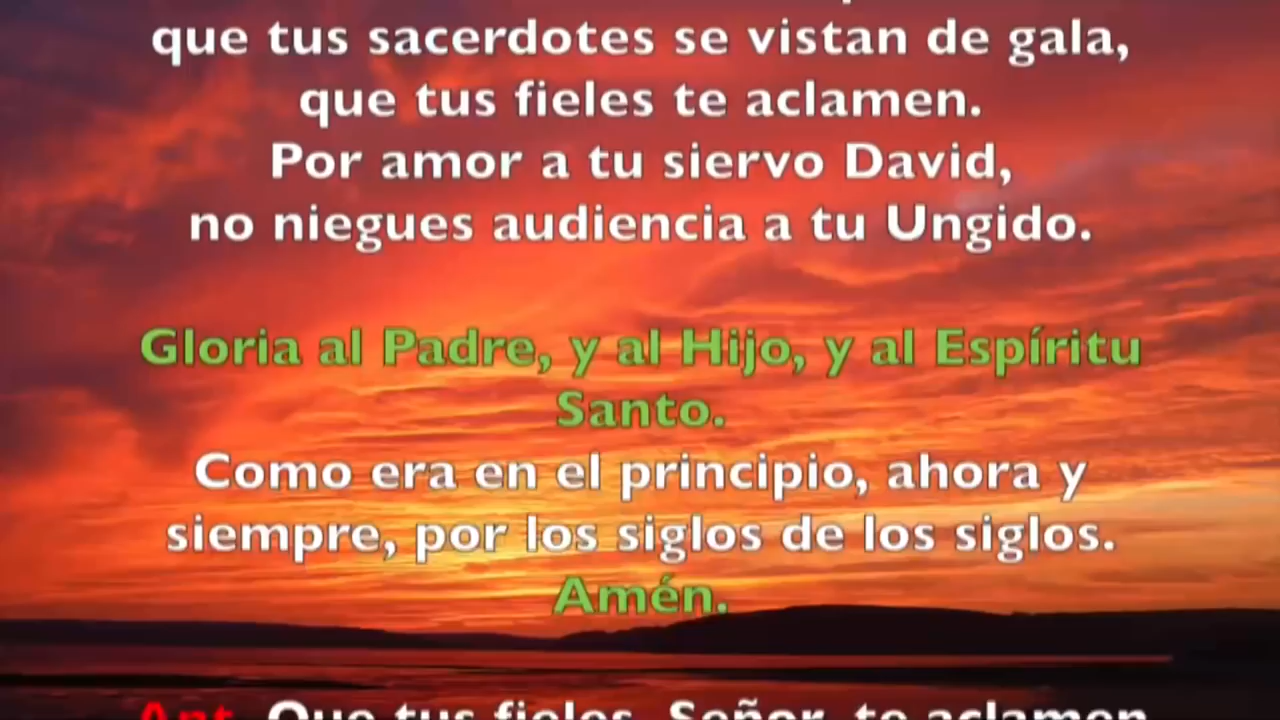 que tus sacerdotes se vistan de gala,
que tus fieles te aclamen.
Por amor a tu siervo David,
no niegues audiencia a tu Ungido.
Gloria al Padre, y al Hijo, y al Espíritu
Santo.
Como era en el principio, ahora y
siempre, por los siglos de los siglos.
Amén.
Ant. Que tus fieles, Señor, te aclamen